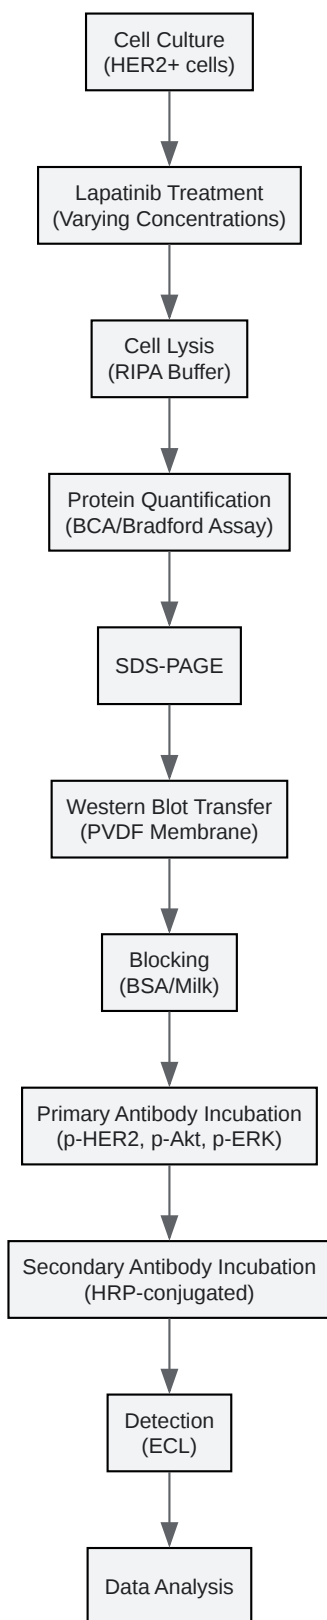 Cell Culture
(HER2+ cells)
Lapatinib Treatment
(Varying Concentrations)
Cell Lysis
(RIPA Buffer)
Protein Quantification
(BCA/Bradford Assay)
SDS-PAGE
Western Blot Transfer
(PVDF Membrane)
Blocking
(BSA/Milk)
Primary Antibody Incubation
(p-HER2, p-Akt, p-ERK)
Secondary Antibody Incubation
(HRP-conjugated)
Detection
(ECL)
Data Analysis